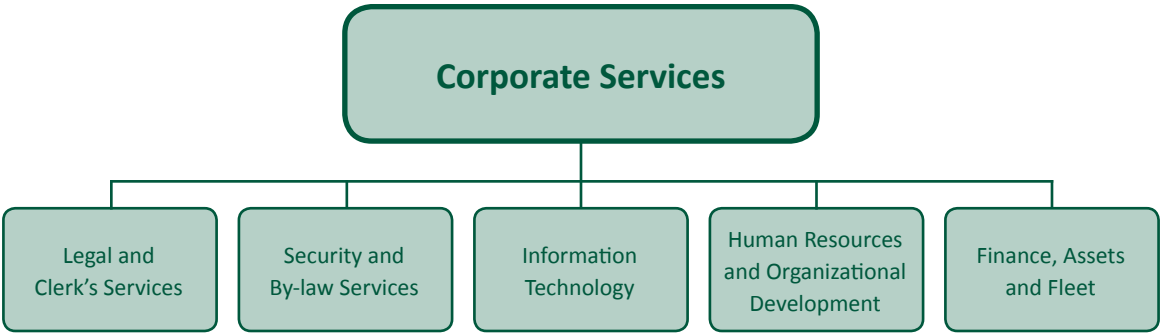 Corporate Services
Legal and
Clerk’s Services
Security and
By-law Services
Information
Technology
Human Resources
and Organizational
Development
Finance, Assets
and Fleet